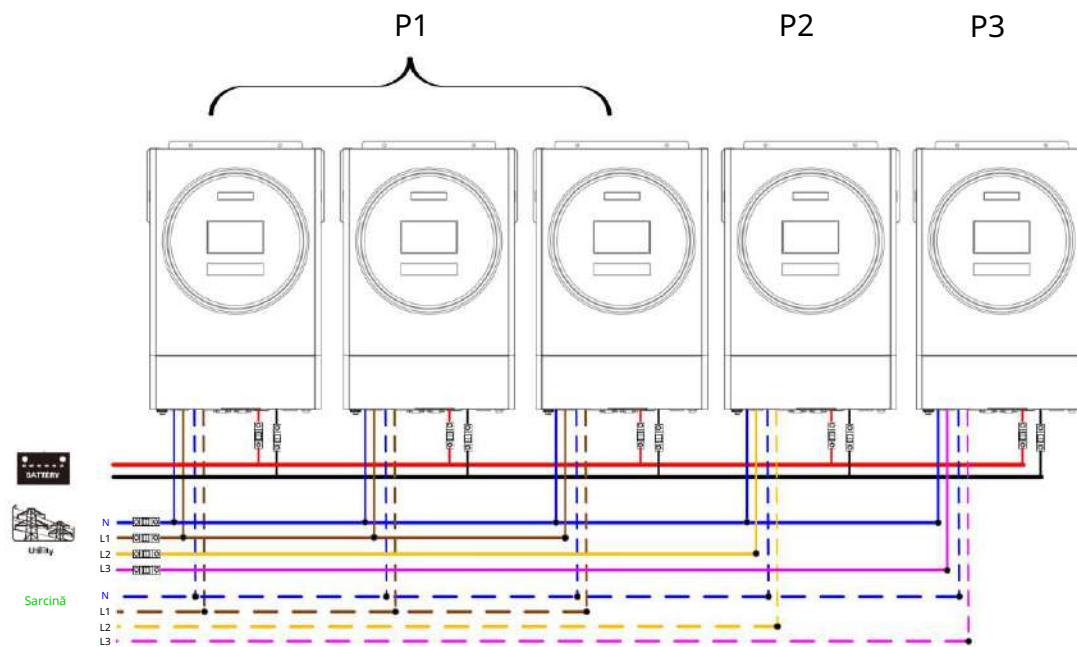 P1
P2
P3
BATTERY
Utility
N
L1
L2
L3
Sarcină
N
L1
L2
L3